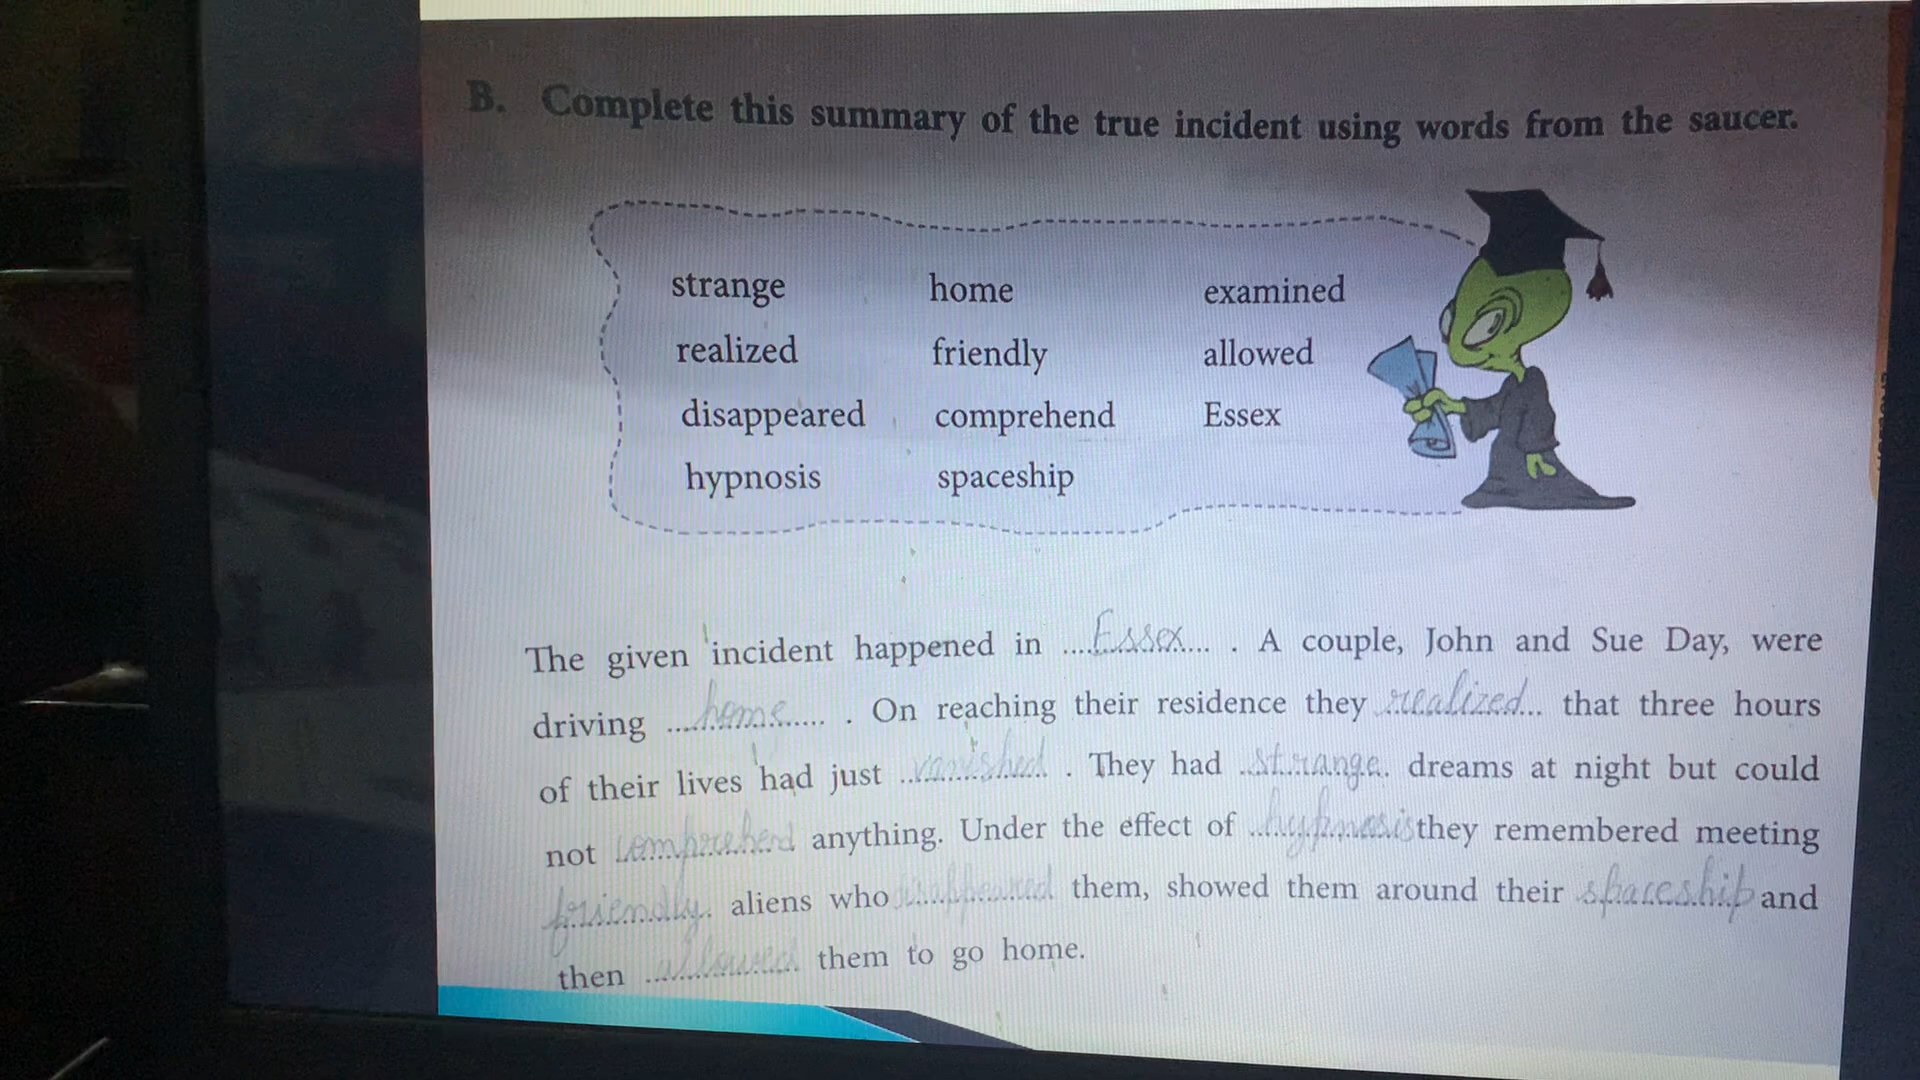 B. Complete this summary of the true incident using words from the saucer.
strange home examined
realized friendly allowed
disappeared comprehend Essex
hypnosis spaceship
The given incident happened in ....Essex.... . A couple, John and Sue Day, were
driving ....home.... . On reaching their residence they realized... that three hours
of their lives had just ..vanished. . They had ..strange. dreams at night but could
not comprehend anything. Under the effect of ...hypnosis they remembered meeting
friendly. aliens who disappeared them, showed them around their spaceship and
then ..allowed. them to go home.